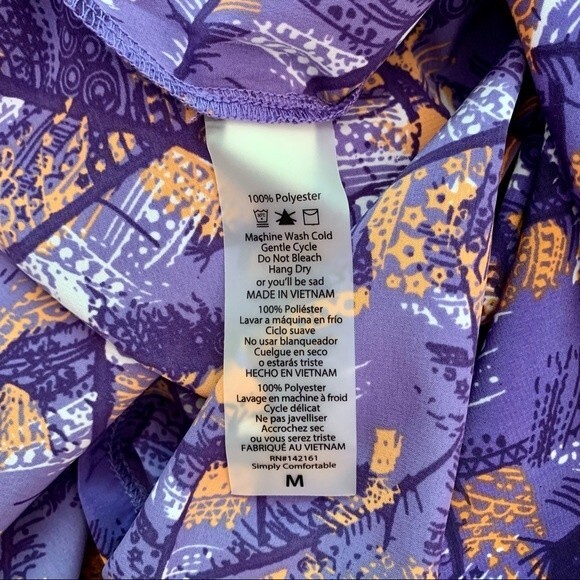 100% Polyester
Machine Wash Cold
Gentle Cycle
Do Not Bleach
Hang Dry
or you'll be sad
MADE IN VIETNAM
100% Poliéster
Lavar a máquina en frío
Ciclo suave
No usar blanqueador
Cuelgue en seco
o estarás triste
HECHO EN VIETNAM
100% Polyester
Lavage en machine à froid
Cycle délicat
Ne pas javelliser
Accrochez sec
ou vous serez triste
FABRIQUÉ AU VIETNAM
RN#142161
Simply Comfortable
M